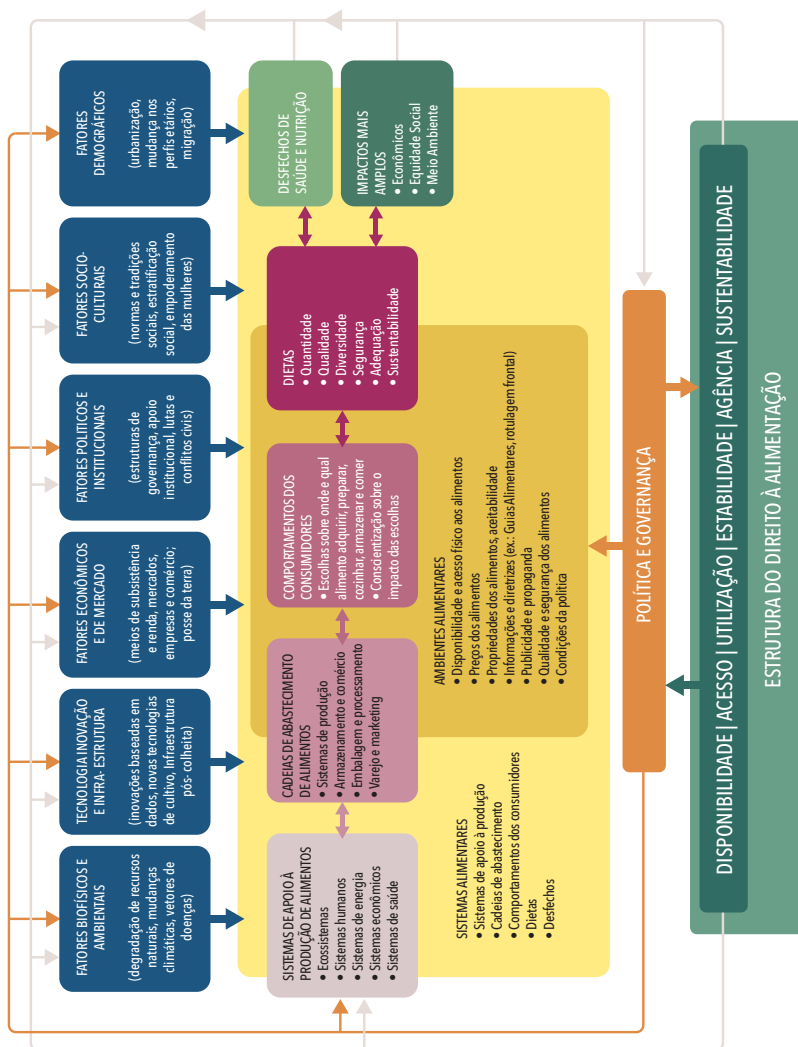 FATORES BIOFÍSICOS E
AMBIENTAIS
(degradação de recursos
naturais, mudanças
climáticas, vetores de
doenças)
TECNOLOGIA INOVAÇÃO
E INFRA- ESTRUTURA
(inovações baseadas em
dados, novas tecnologias
de cultivo, Infraestrutura
pós- colheita)
FATORES ECONÔMICOS
E DE MERCADO
(meios de subsistência
e renda, mercados,
empresas e comércio;
posse da terra)
FATORES POLITICOS E
INSTITUCIONAIS
(estruturas de
governança, apoio
institucional, lutas e
conflitos civis)
FATORES SOCIO-
CULTURAIS
(normas e tradições
sociais, estratificação
social, empoderamento
das mulheres)
FATORES
DEMOGRÁFICOS
(urbanização,
mudança nos
perfis etários,
migração)
SISTEMAS DE APOIO À
PRODUÇÃO DE ALIMENTOS
• Ecossistemas
• Sistemas humanos
• Sistemas de energia
• Sistemas econômicos
• Sistemas de saúde
CADEIAS DE ABASTECIMENTO
DE ALIMENTOS
• Sistemas de produção
• Armazenamento e comércio
• Embalagem e processamento
• Varejo e marketing
COMPORTAMENTOS DOS
CONSUMIDORES
• Escolhas sobre onde e qual
alimento adquirir, preparar,
cozinhar, armazenar e comer
• Conscientização sobre o
impacto das escolhas
DIETAS
• Quantidade
• Qualidade
• Diversidade
• Segurança
• Adequação
• Sustentabilidade
DESFECHOS DE
SAÚDE E NUTRIÇÃO
IMPACTOS MAIS
AMPLOS
• Econômicos
• Equidade Social
• Meio Ambiente
AMBIENTES ALIMENTARES
• Disponibilidade e acesso físico aos alimentos
• Preços dos alimentos
• Propriedades dos alimentos, aceitabilidade
• Informações e diretrizes (ex.: Guias Alimentares, rotulagem frontal)
• Publicidade e propaganda
• Qualidade e segurança dos alimentos
• Condições da política
SISTEMAS ALIMENTARES
• Sistemas de apoio à produção
• Cadeias de abastecimento
• Comportamentos dos consumidores
• Dietas
• Desfechos
POLÍTICA E GOVERNANÇA
DISPONIBILIDADE | ACESSO | UTILIZAÇÃO | ESTABILIDADE | AGÊNCIA | SUSTENTABILIDADE
ESTRUTURA DO DIREITO À ALIMENTAÇÃO